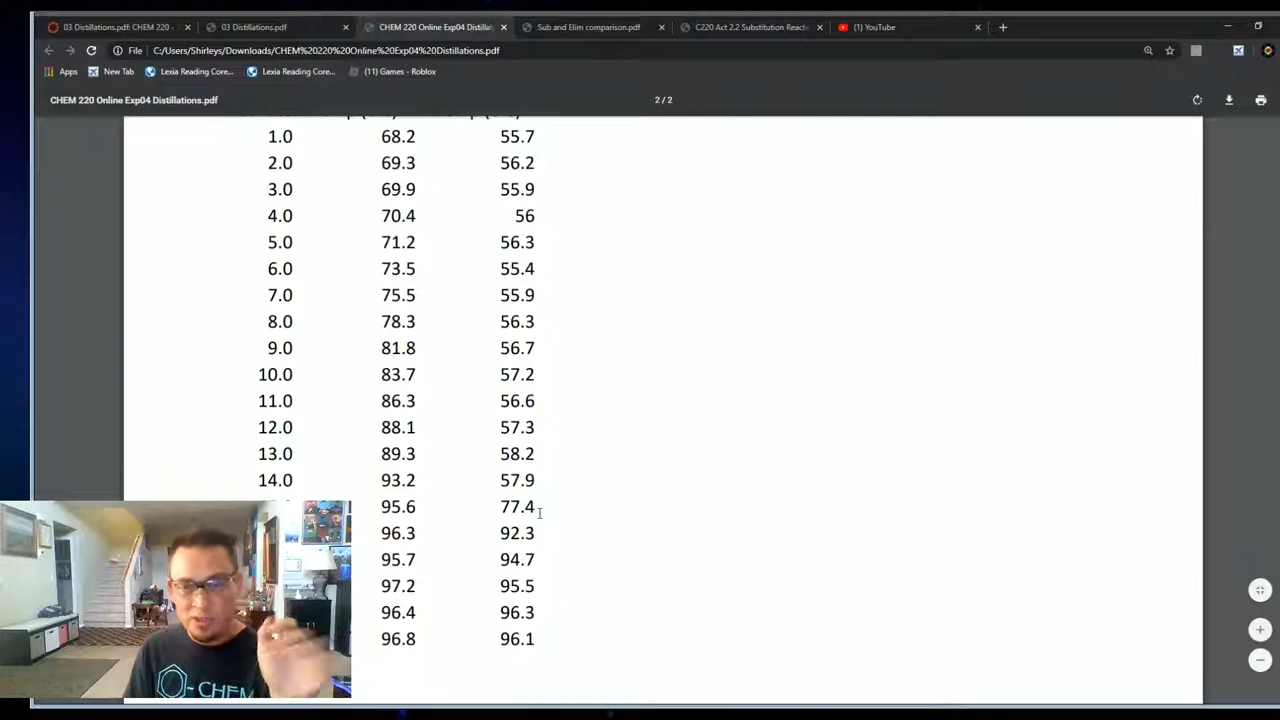 03 Distillations.pdf: CHEM 220 - 03 Distillations.pdf CHEM 220 Online Exp04 Distillat Sub and Elim comparison.pdf C220 Act 2.2 Substitution Reacti (1) YouTube
File C:/Users/Shirleys/Downloads/CHEM%20220%20Online%20Exp04%20Distillations.pdf
Apps New Tab Lexia Reading Core... Lexia Reading Core... (11) Games - Roblox
CHEM 220 Online Exp04 Distillations.pdf 2 / 2
1.0 68.2 55.7
2.0 69.3 56.2
3.0 69.9 55.9
4.0 70.4 56
5.0 71.2 56.3
6.0 73.5 55.4
7.0 75.5 55.9
8.0 78.3 56.3
9.0 81.8 56.7
10.0 83.7 57.2
11.0 86.3 56.6
12.0 88.1 57.3
13.0 89.3 58.2
14.0 93.2 57.9
95.6 77.4
96.3 92.3
95.7 94.7
97.2 95.5
96.4 96.3
96.8 96.1
- CHEM